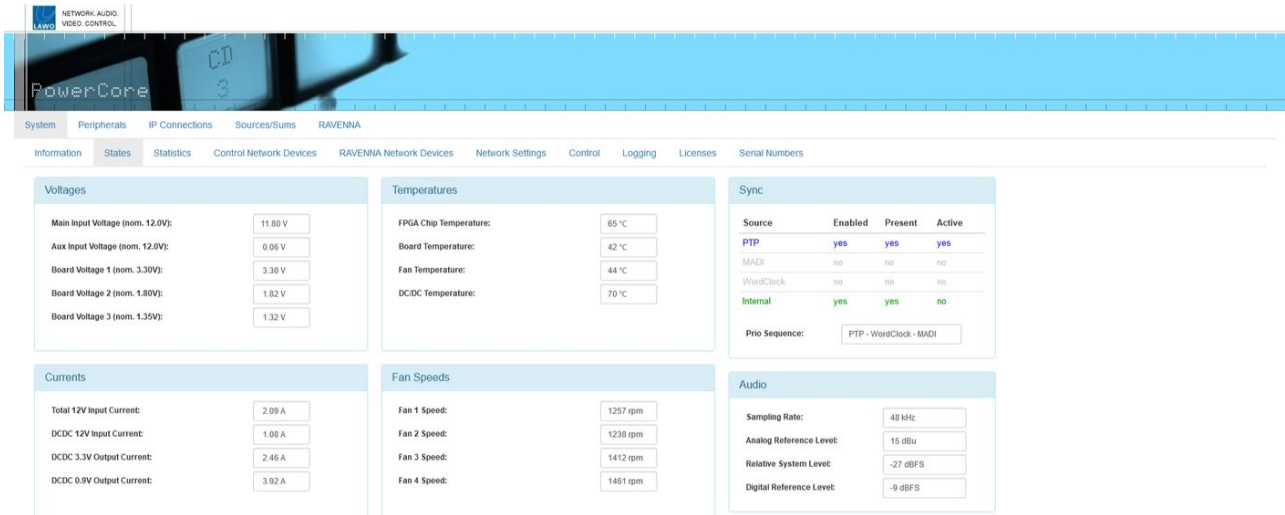 NETWORK. AUDIO.
VIDEO. CONTROL.
LAWO
CD
3
PowerCore
System Peripherals IP Connections Sources/Sums RAVENNA
Information States Statistics Control Network Devices RAVENNA Network Devices Network Settings Control Logging Licenses Serial Numbers
Voltages
Main Input Voltage (nom. 12.0V): 11.80 V
Aux Input Voltage (nom. 12.0V): 0.06 V
Board Voltage 1 (nom. 3.30V): 3.30 V
Board Voltage 2 (nom. 1.80V): 1.82 V
Board Voltage 3 (nom. 1.35V): 1.32 V
Temperatures
FPGA Chip Temperature: 65 °C
Board Temperature: 42 °C
Fan Temperature: 44 °C
DC/DC Temperature: 70 °C
Sync
Source Enabled Present Active
PTP yes yes yes
MADI no no no
WordClock no no no
Internal yes yes no
Prio Sequence: PTP - WordClock - MADI
Currents
Total 12V Input Current: 2.09 A
DCDC 12V Input Current: 1.08 A
DCDC 3.3V Output Current: 2.46 A
DCDC 0.9V Output Current: 3.92 A
Fan Speeds
Fan 1 Speed: 1257 rpm
Fan 2 Speed: 1238 rpm
Fan 3 Speed: 1412 rpm
Fan 4 Speed: 1461 rpm
Audio
Sampling Rate: 48 kHz
Analog Reference Level: 15 dBu
Relative System Level: -27 dBFS
Digital Reference Level: -9 dBFS